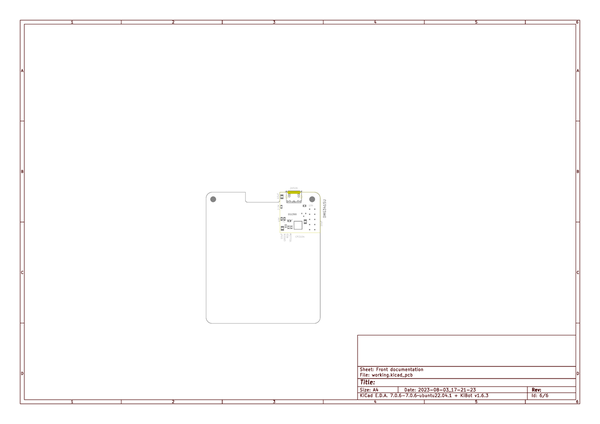 1 2 3 4 5 6
A A
B B
C C
D D
Sheet: Front documentation
File: working.kicad_pcb
Title:
Size: A4 Date: 2023-08-03_17-21-23 Rev:
KiCad E.D.A. 7.0.6-7.0.6~ubuntu22.04.1 + KiBot v1.6.3 Id: 6/6
1 2 3 4 5 6